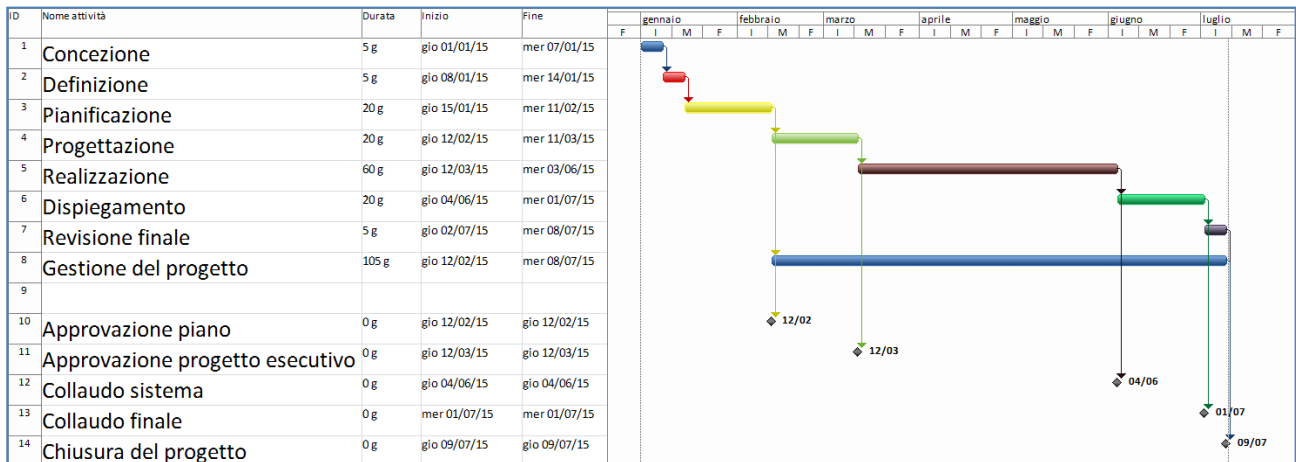 ID Nome attività Durata Inizio Fine gennaio febbraio marzo aprile maggio giugno luglio
F I M F I M F I M F I M F I M F I M F I M F
1 Concezione 5 g gio 01/01/15 mer 07/01/15
2 Definizione 5 g gio 08/01/15 mer 14/01/15
3 Pianificazione 20 g gio 15/01/15 mer 11/02/15
4 Progettazione 20 g gio 12/02/15 mer 11/03/15
5 Realizzazione 60 g gio 12/03/15 mer 03/06/15
6 Dispiegamento 20 g gio 04/06/15 mer 01/07/15
7 Revisione finale 5 g gio 02/07/15 mer 08/07/15
8 Gestione del progetto 105 g gio 12/02/15 mer 08/07/15
9
10 Approvazione piano 0 g gio 12/02/15 gio 12/02/15 12/02
11 Approvazione progetto esecutivo 0 g gio 12/03/15 gio 12/03/15 12/03
12 Collaudo sistema 0 g gio 04/06/15 gio 04/06/15 04/06
13 Collaudo finale 0 g mer 01/07/15 mer 01/07/15 01/07
14 Chiusura del progetto 0 g gio 09/07/15 gio 09/07/15 09/07